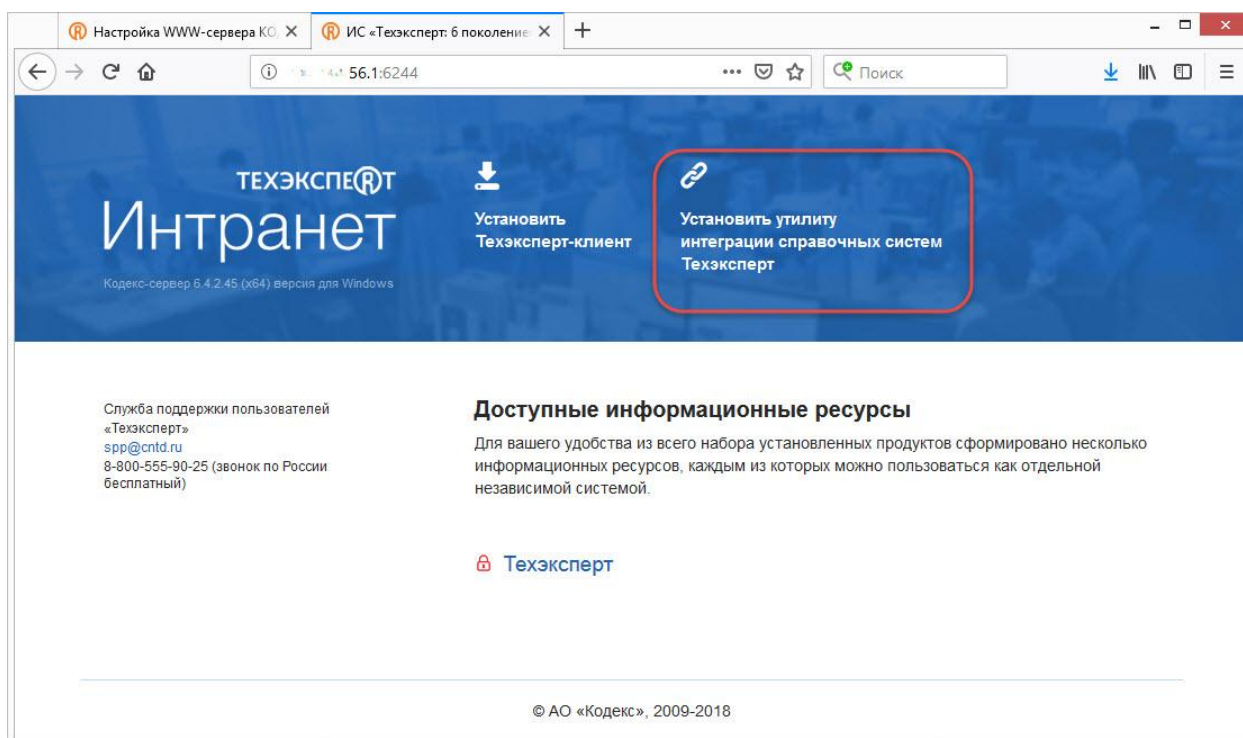 Настройка WWW-сервера КО
ИС «Техэксперт: 6 поколение
56.1:6244
Поиск
ТЕХЭКСПЕRТ
Интранет
Кодекс-сервер 6.4.2.45 (x64) версия для Windows
Установить
Техэксперт-клиент
Установить утилиту
интеграции справочных систем
Техэксперт
Служба поддержки пользователей
«Техэксперт»
spp@cntd.ru
8-800-555-90-25 (звонок по России
бесплатный)
Доступные информационные ресурсы
Для вашего удобства из всего набора установленных продуктов сформировано несколько
информационных ресурсов, каждым из которых можно пользоваться как отдельной
независимой системой.
Техэксперт
© АО «Кодекс», 2009-2018